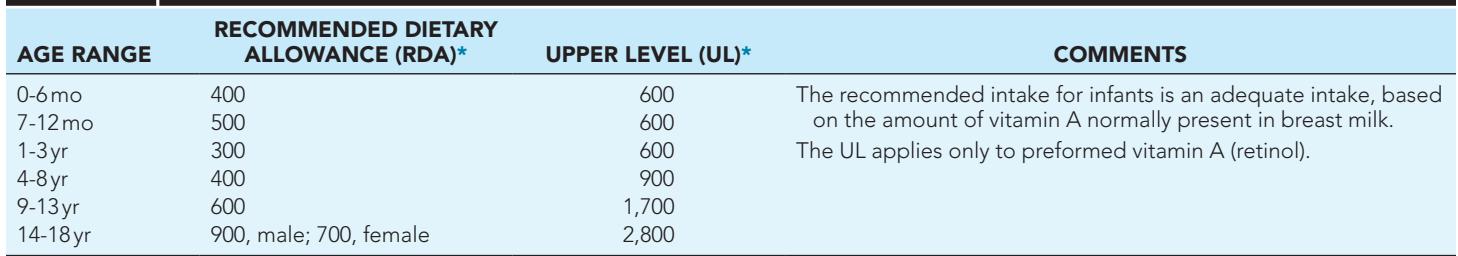 AGE RANGE RECOMMENDED DIETARY ALLOWANCE (RDA)* UPPER LEVEL (UL)* COMMENTS
0-6 mo 400 600 The recommended intake for infants is an adequate intake, based
7-12 mo 500 600 on the amount of vitamin A normally present in breast milk.
1-3 yr 300 600 The UL applies only to preformed vitamin A (retinol).
4-8 yr 400 900
9-13 yr 600 1,700
14-18 yr 900, male; 700, female 2,800